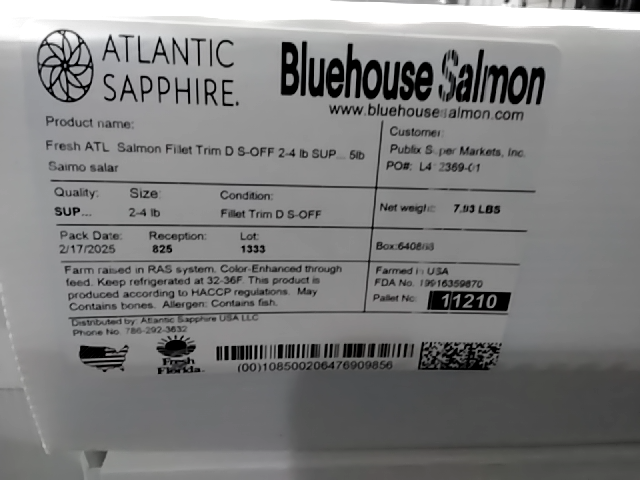 ATLANTIC
SAPPHIRE.
Bluehouse Salmon
www.bluehousesalmon.com
Product name:
Fresh ATL Salmon Fillet Trim D S-OFF 2-4 lb SUP... 5lb
Salmo salar
Customer:
Publix Super Markets, Inc.
PO#:
Quality: Size: Condition:
SUP... 2-4 lb Fillet Trim D S-OFF
Net weight: LBS
Pack Date: Reception: Lot:
2/17/2025 825 1333
Box:
Farm raised in RAS system. Color-Enhanced through
feed. Keep refrigerated at 32-36F. This product is
produced according to HACCP regulations. May
Contains bones. Allergen: Contains fish.
Farmed in USA
FDA No. 19916359870
Pallet No: 11210
Distributed by: Atlantic Sapphire USA LLC
Phone No. 786-292-3632
Fresh
Florida.
(00)108500206476909856